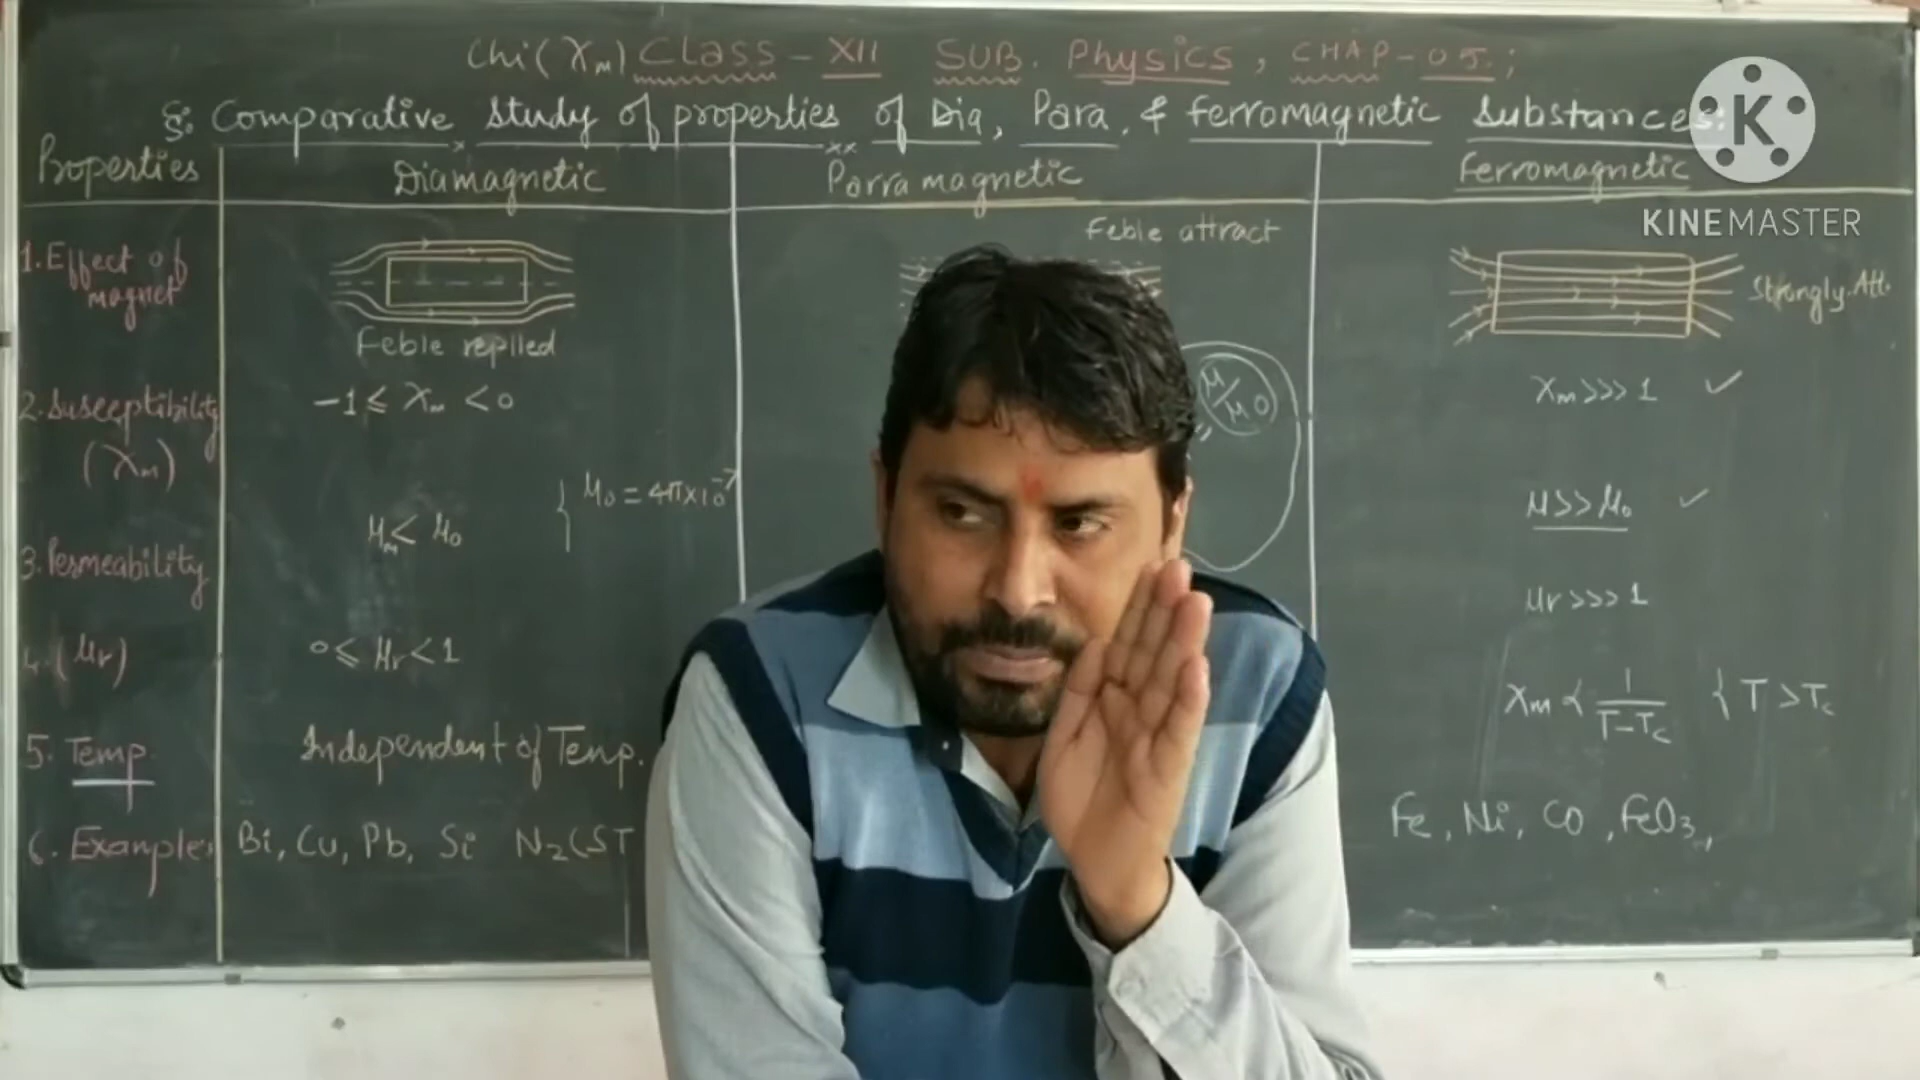 Chi(χm) Class - XII SUB. Physics, CHAP-05.;
Comparative study of properties of Dia, Para, & ferromagnetic Substances:
K
KINEMASTER
Properties Diamagnetic Parramagnetic Ferromagnetic
1. Effect of magnet
Feble replled
Feble attract
Strongly Att.
2. Susceptibility (χm)
-1 ≤ χm < 0
μ/μ0
χm >>> 1 ✓
3. Permeability
μm < μ0 { μ0 = 4π×10⁻⁷
μ >> μ0 ✓
4. (μr)
0 ≤ μr < 1
μr >>> 1
5. Temp.
Independent of Temp.
χm ∝ 1/(T-Tc) { T > Tc
6. Examples
Bi, Cu, Pb, Si N2(ST
Fe, Ni, CO, FeO3,